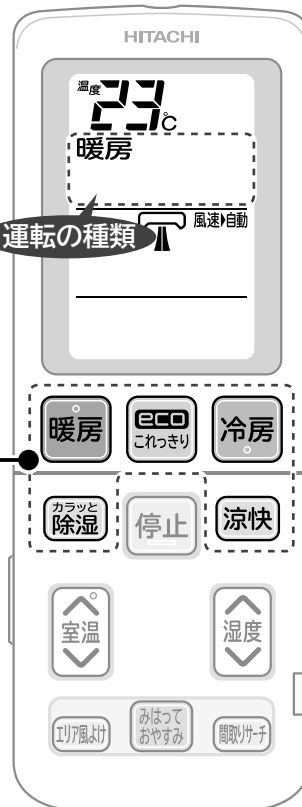 HITACHI
温度 23℃
暖房
運転の種類
風速▶自動
暖房
eco
これっきり
冷房
カラッと
除湿
停止
涼快
室温
湿度
エリア風よけ
みはって
おやすみ
間取りサーチ